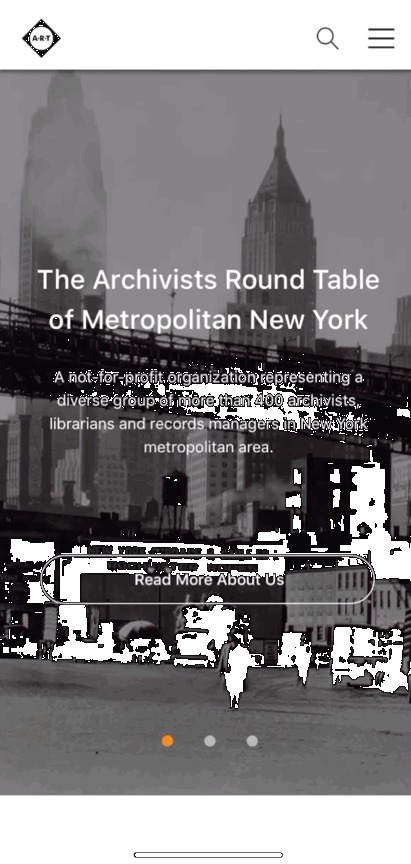 A·R·T
The Archivists Round Table
of Metropolitan New York
A not-for-profit organization representing a
diverse group of more than 400 archivists,
librarians and records managers in New York
metropolitan area.
Read More About Us